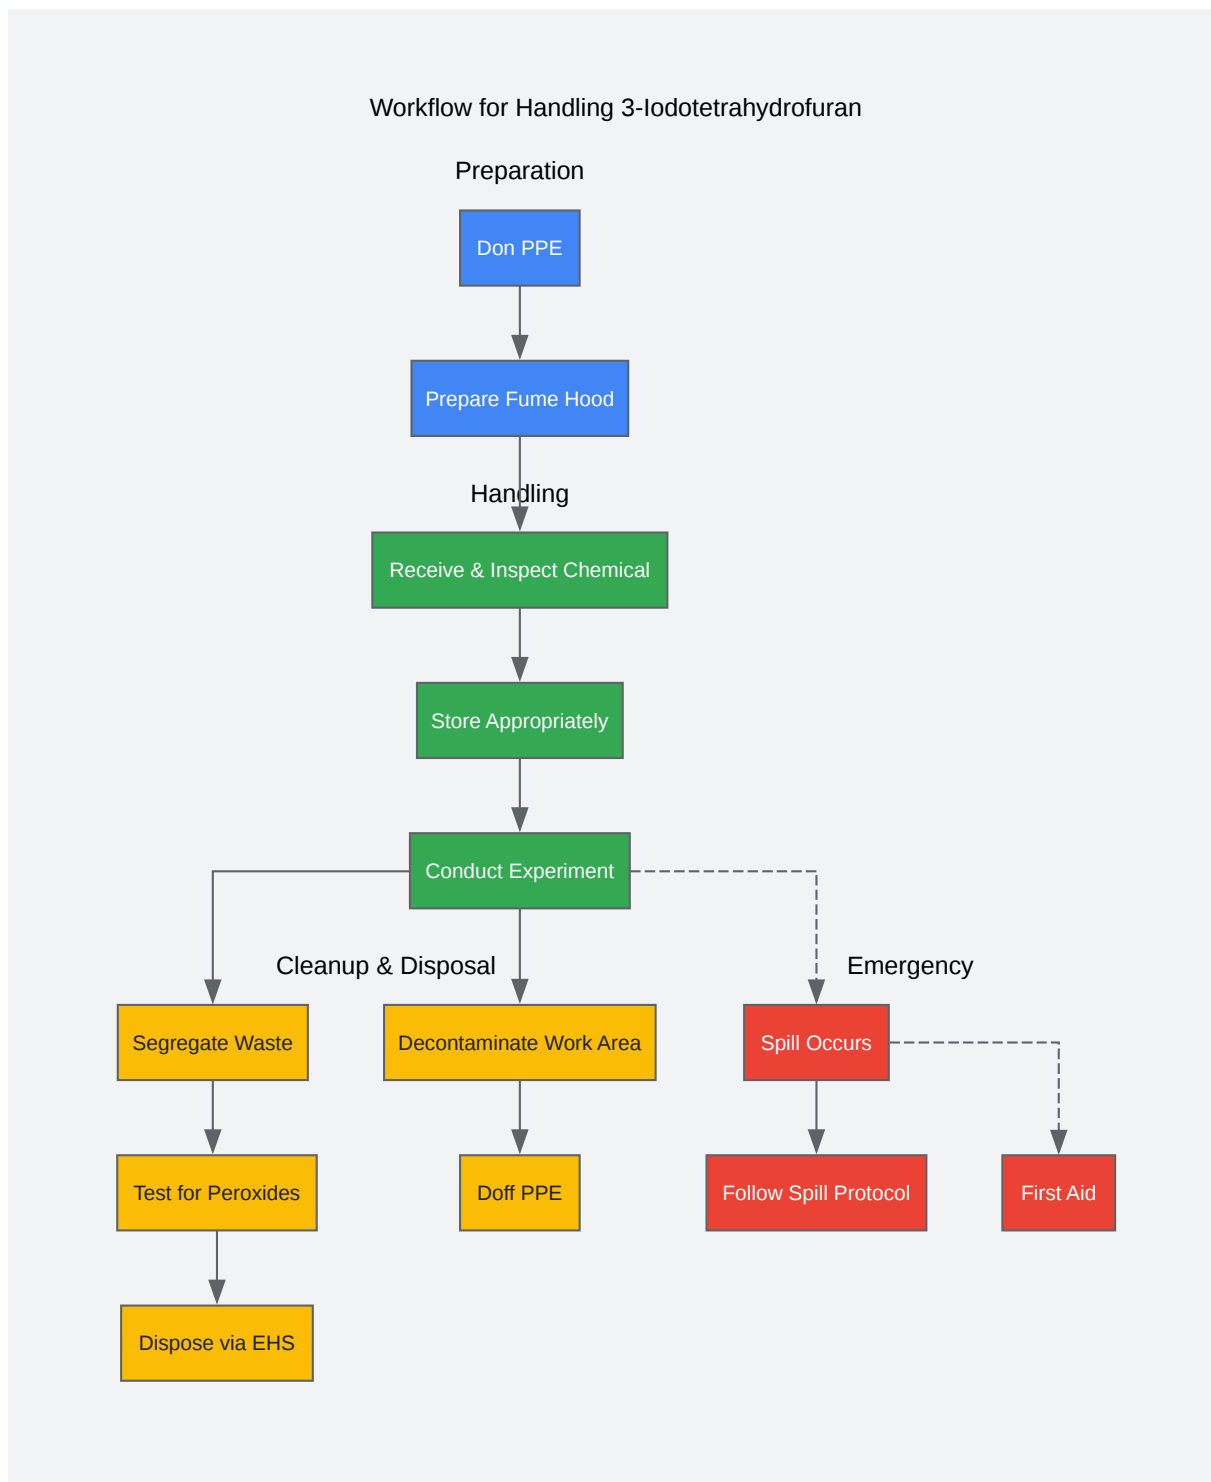 Workflow for Handling 3-Iodotetrahydrofuran
Preparation
Don PPE
Prepare Fume Hood
Handling
Receive & Inspect Chemical
Store Appropriately
Conduct Experiment
Cleanup & Disposal
Emergency
Segregate Waste
Decontaminate Work Area
Spill Occurs
Test for Peroxides
Doff PPE
Follow Spill Protocol
First Aid
Dispose via EHS